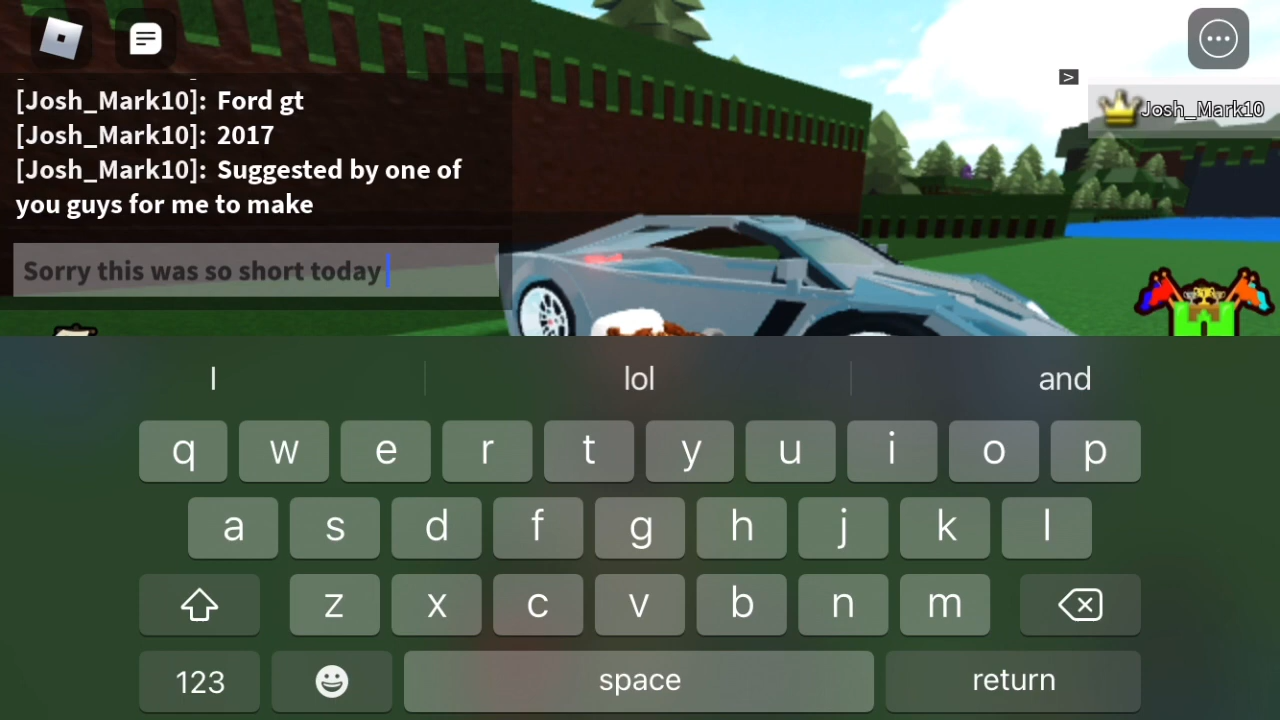 [Josh_Mark10]: Ford gt
[Josh_Mark10]: 2017
[Josh_Mark10]: Suggested by one of
you guys for me to make
Sorry this was so short today
>
Josh_Mark10
I
lol
and
q w e r t y u i o p
a s d f g h j k l
z x c v b n m
123
space
return